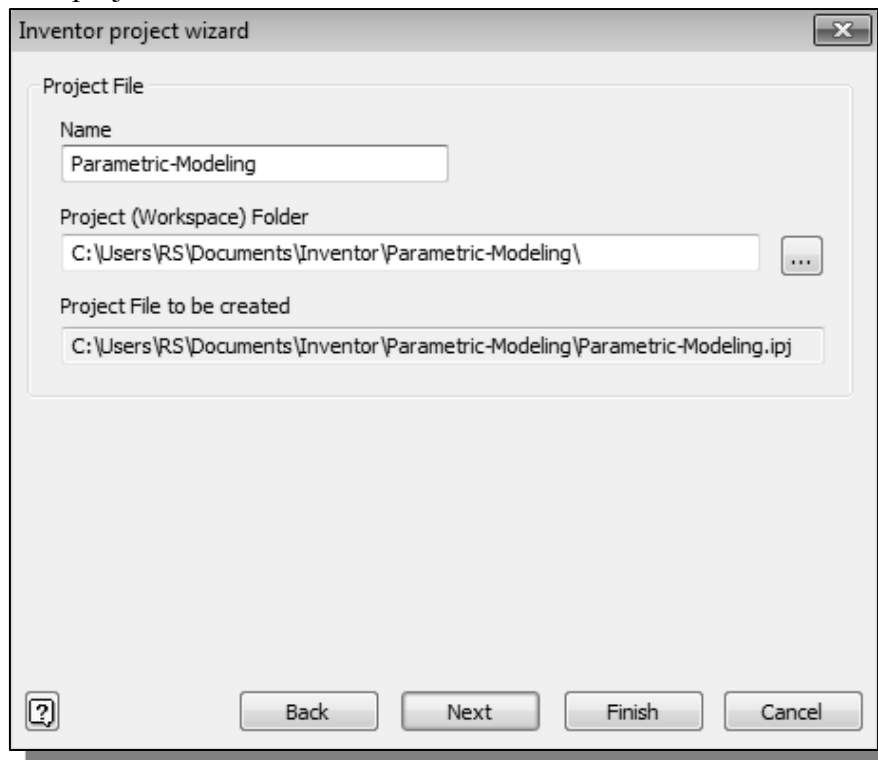 Inventor project wizard
Project File
Name
Parametric-Modeling
Project (Workspace) Folder
C:\Users\RS\Documents\Inventor\Parametric-Modeling\
...
Project File to be created
C:\Users\RS\Documents\Inventor\Parametric-Modeling\Parametric-Modeling.ipj
? Back Next Finish Cancel